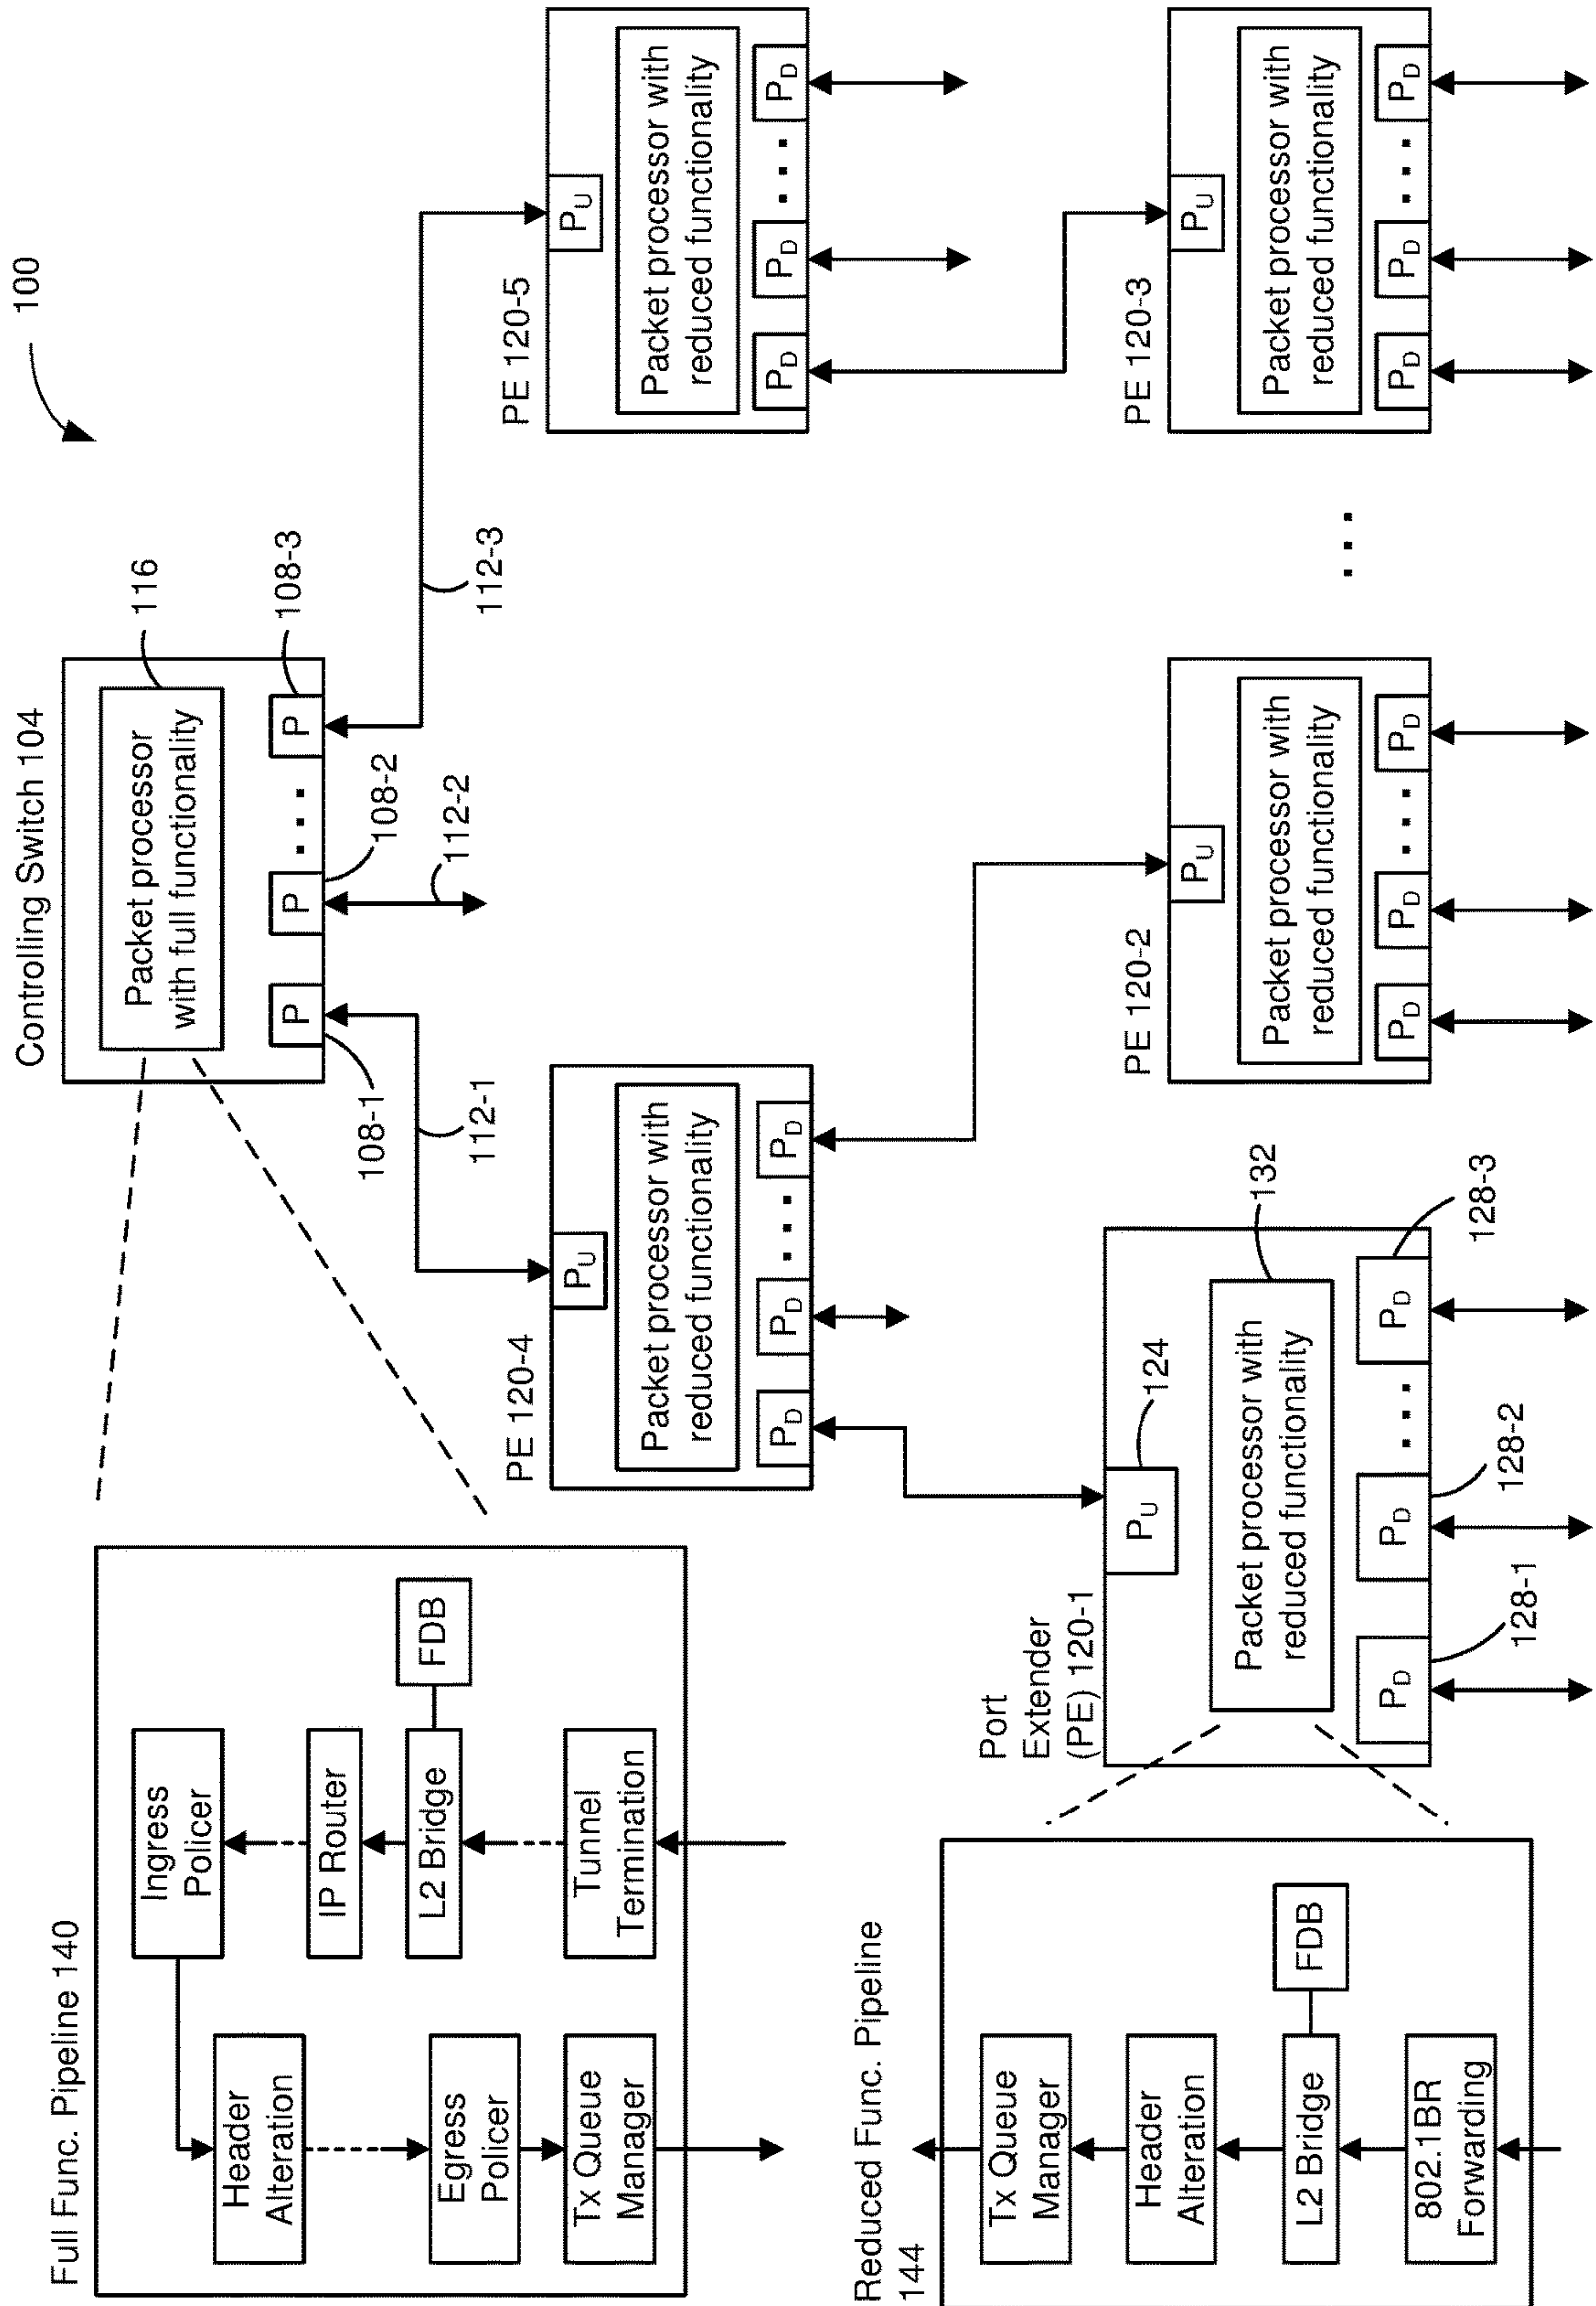 100
Controlling Switch 104
Packet processor
with full functionality
116
P
P
...
P
108-1
108-2
108-3
112-1
112-2
112-3
Full Func. Pipeline 140
Ingress
Policer
Header
Alteration
IP Router
L2 Bridge
FDB
Egress
Policer
Tx Queue
Manager
Tunnel
Termination
PE 120-4
PU
Packet processor with
reduced functionality
PD
PD
...
PD
PE 120-5
PU
Packet processor with
reduced functionality
PD
PD
...
PD
Reduced Func. Pipeline
144
Tx Queue
Manager
Header
Alteration
L2 Bridge
FDB
802.1BR
Forwarding
Port
Extender
(PE) 120-1
PU
124
Packet processor with
reduced functionality
132
PD
PD
...
PD
128-1
128-2
128-3
PE 120-2
PU
Packet processor with
reduced functionality
PD
PD
...
PD
...
PE 120-3
PU
Packet processor with
reduced functionality
PD
PD
...
PD